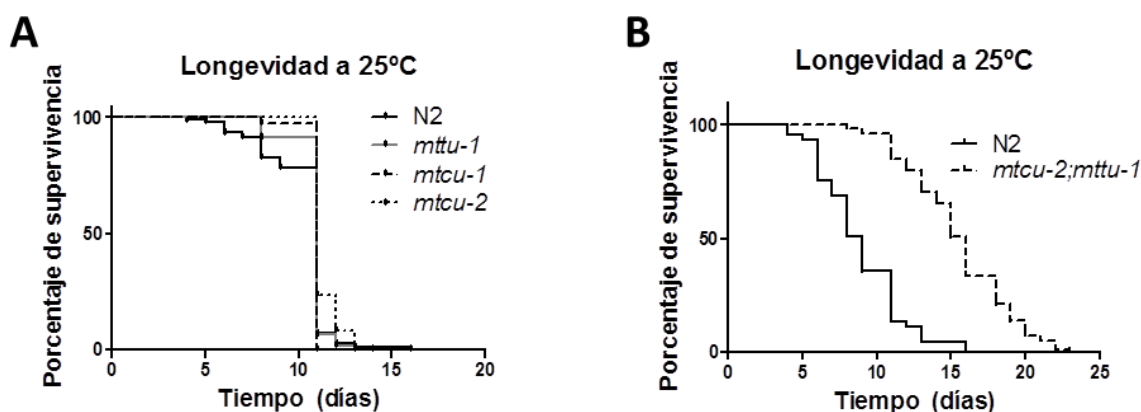 A
Longevidad a 25ºC
Porcentaje de supervivencia
100
50
0
0 5 10 15 20
Tiempo (días)
N2
mttu-1
mtcu-1
mtcu-2
B
Longevidad a 25ºC
Porcentaje de supervivencia
100
50
0
0 5 10 15 20 25
Tiempo (días)
N2
mtcu-2;mttu-1